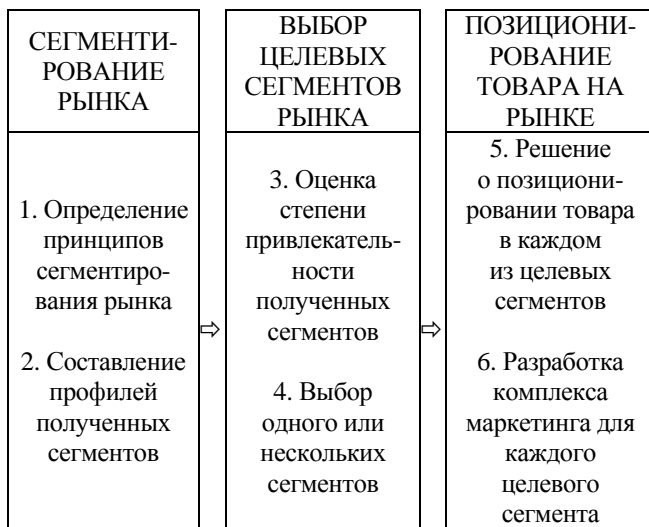 СЕГМЕНТИ-
РОВАНИЕ
РЫНКА
1. Определение
принципов
сегментиро-
вания рынка
2. Составление
профилей
полученных
сегментов
⇨
ВЫБОР
ЦЕЛЕВЫХ
СЕГМЕНТОВ
РЫНКА
3. Оценка
степени
привлекатель-
ности
полученных
сегментов
4. Выбор
одного или
нескольких
сегментов
⇨
ПОЗИЦИОНИ-
РОВАНИЕ
ТОВАРА НА
РЫНКЕ
5. Решение
о позициони-
ровании товара
в каждом
из целевых
сегментов
6. Разработка
комплекса
маркетинга для
каждого
целевого
сегмента